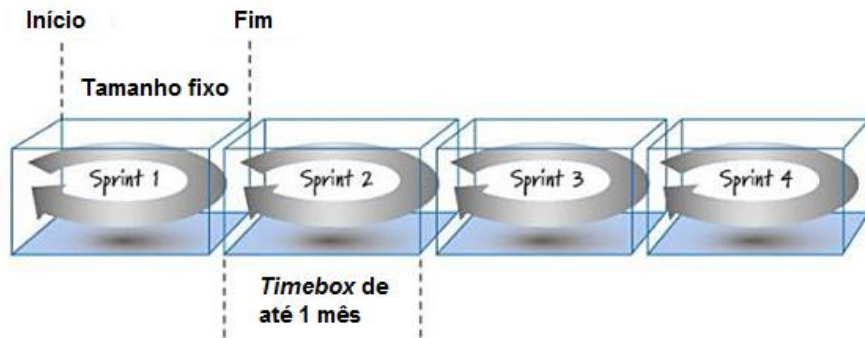 Início
Fim
Tamanho fixo
Sprint 1
Sprint 2
Sprint 3
Sprint 4
Timebox de
até 1 mês